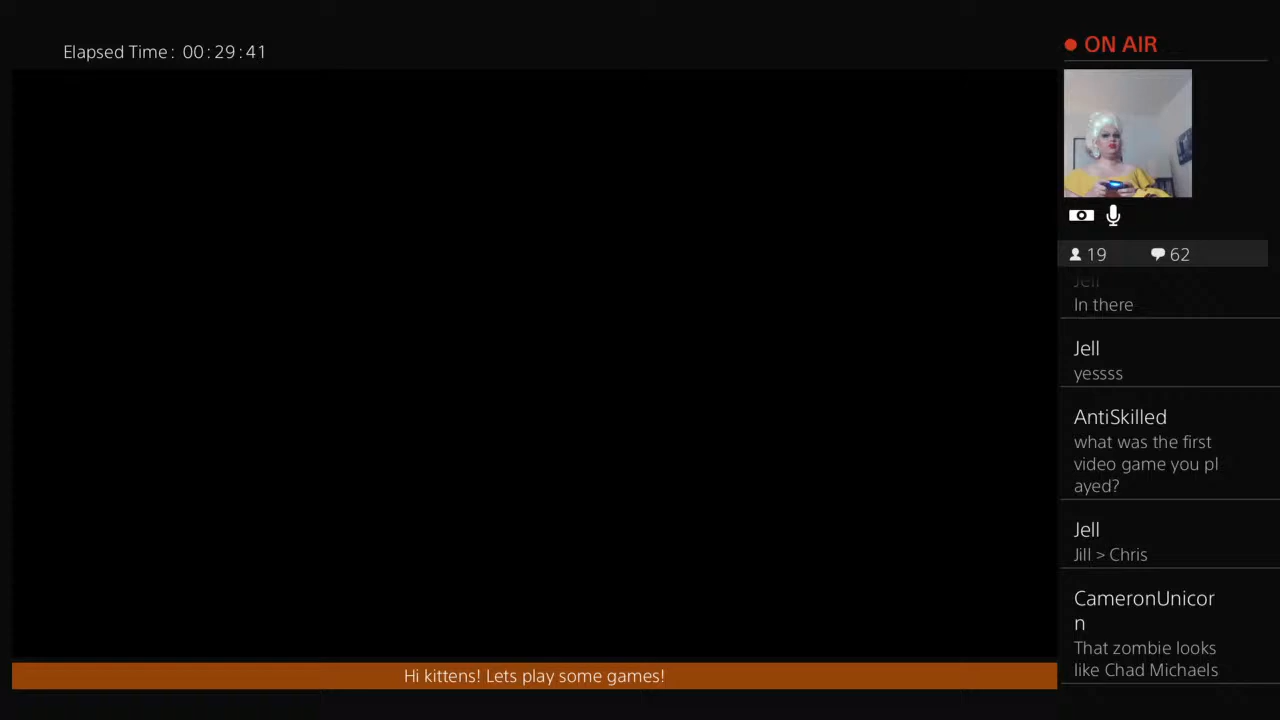 Elapsed Time: 00:29:41
ON AIR
19 62
Jell
In there
Jell
yessss
AntiSkilled
what was the first
video game you pl
ayed?
Jell
Jill > Chris
CameronUnicor
n
That zombie looks
like Chad Michaels
Hi kittens! Lets play some games!